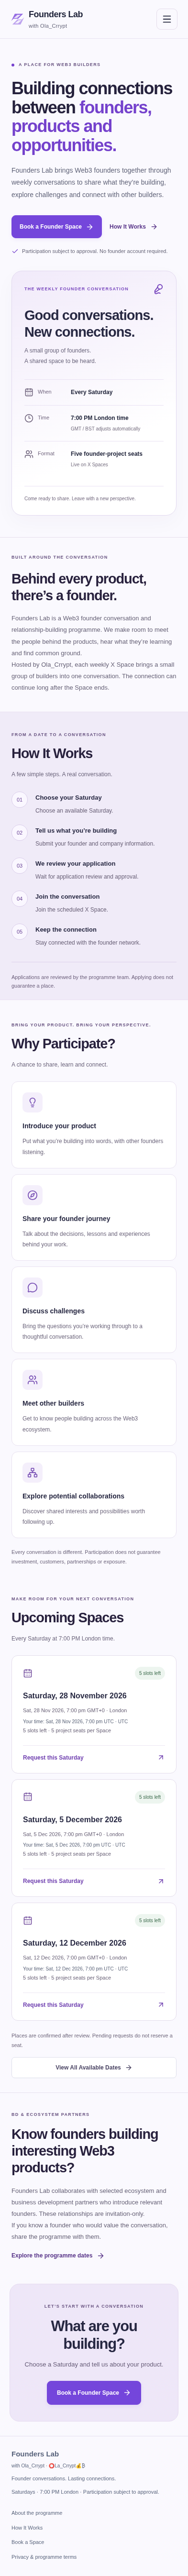 Founders Lab
with Ola_Crrypt
A PLACE FOR WEB3 BUILDERS
Building connections
between founders,
products and
opportunities.
Founders Lab brings Web3 founders together through
weekly conversations to share what they're building,
explore challenges and connect with other builders.
Book a Founder Space
How It Works
Participation subject to approval. No founder account required.
THE WEEKLY FOUNDER CONVERSATION
Good conversations.
New connections.
A small group of founders.
A shared space to be heard.
When
Every Saturday
Time
7:00 PM London time
GMT / BST adjusts automatically
Format
Five founder-project seats
Live on X Spaces
Come ready to share. Leave with a new perspective.
BUILT AROUND THE CONVERSATION
Behind every product,
there's a founder.
Founders Lab is a Web3 founder conversation and
relationship-building programme. We make room to meet
the people behind the products, hear what they're learning
and find common ground.
Hosted by Ola_Crrypt, each weekly X Space brings a small
group of builders into one conversation. The connection can
continue long after the Space ends.
FROM A DATE TO A CONVERSATION
How It Works
A few simple steps. A real conversation.
01
Choose your Saturday
Choose an available Saturday.
02
Tell us what you're building
Submit your founder and company information.
03
We review your application
Wait for application review and approval.
04
Join the conversation
Join the scheduled X Space.
05
Keep the connection
Stay connected with the founder network.
Applications are reviewed by the programme team. Applying does not
guarantee a place.
BRING YOUR PRODUCT. BRING YOUR PERSPECTIVE.
Why Participate?
A chance to share, learn and connect.
Introduce your product
Put what you're building into words, with other founders
listening.
Share your founder journey
Talk about the decisions, lessons and experiences
behind your work.
Discuss challenges
Bring the questions you're working through to a
thoughtful conversation.
Meet other builders
Get to know people building across the Web3
ecosystem.
Explore potential collaborations
Discover shared interests and possibilities worth
following up.
Every conversation is different. Participation does not guarantee
investment, customers, partnerships or exposure.
MAKE ROOM FOR YOUR NEXT CONVERSATION
Upcoming Spaces
Every Saturday at 7:00 PM London time.
5 slots left
Saturday, 28 November 2026
Sat, 28 Nov 2026, 7:00 pm GMT+0 · London
Your time: Sat, 28 Nov 2026, 7:00 pm UTC · UTC
5 slots left · 5 project seats per Space
Request this Saturday
5 slots left
Saturday, 5 December 2026
Sat, 5 Dec 2026, 7:00 pm GMT+0 · London
Your time: Sat, 5 Dec 2026, 7:00 pm UTC · UTC
5 slots left · 5 project seats per Space
Request this Saturday
5 slots left
Saturday, 12 December 2026
Sat, 12 Dec 2026, 7:00 pm GMT+0 · London
Your time: Sat, 12 Dec 2026, 7:00 pm UTC · UTC
5 slots left · 5 project seats per Space
Request this Saturday
Places are confirmed after review. Pending requests do not reserve a
seat.
View All Available Dates
BD & ECOSYSTEM PARTNERS
Know founders building
interesting Web3
products?
Founders Lab collaborates with selected ecosystem and
business development partners who introduce relevant
founders. These relationships are invitation-only.
If you know founders who would value the conversation,
share the programme with them.
Explore the programme dates
LET'S START WITH A CONVERSATION
What are you
building?
Choose a Saturday and tell us about your product.
Book a Founder Space
Founders Lab
with Ola_Crrypt · ⭕La_Crrypt💰₿
Founder conversations. Lasting connections.
Saturdays · 7:00 PM London · Participation subject to approval.
About the programme
How It Works
Book a Space
Privacy & programme terms